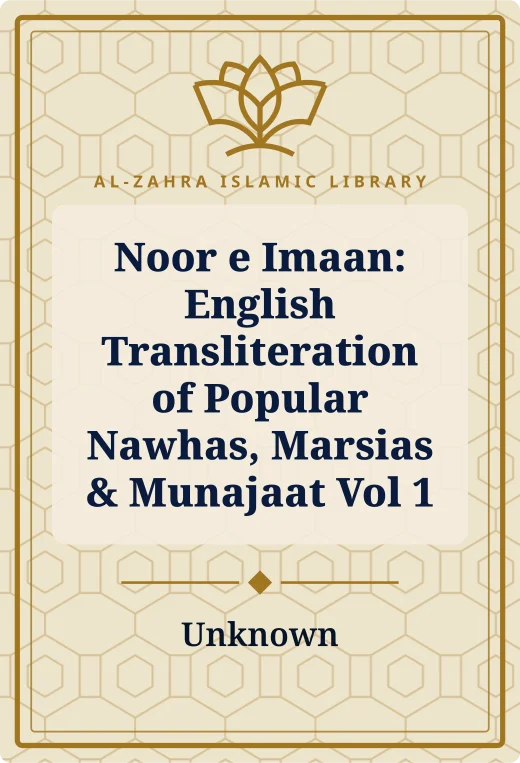 AL-ZAHRA ISLAMIC LIBRARY
Noor e Imaan:
English
Transliteration
of Popular
Nawhas, Marsias
& Munajaat Vol 1
Unknown